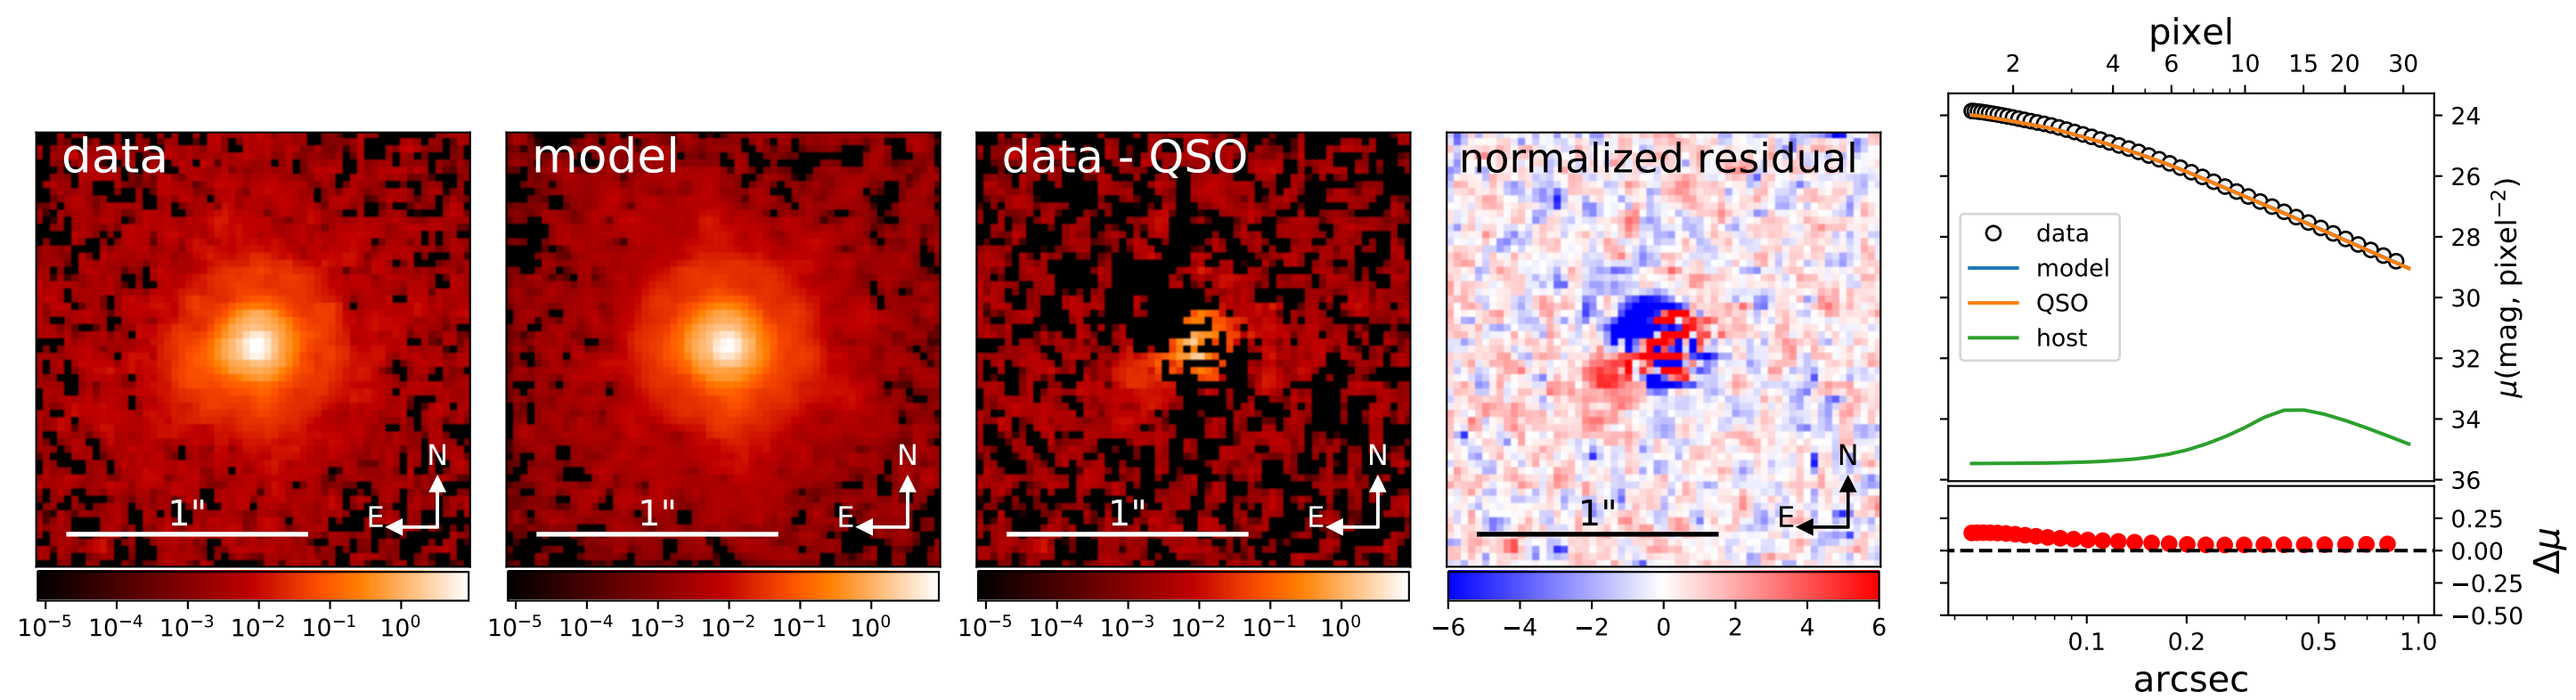 data
N
E
1"
10⁻⁵ 10⁻⁴ 10⁻³ 10⁻² 10⁻¹ 10⁰
model
N
E
1"
10⁻⁵ 10⁻⁴ 10⁻³ 10⁻² 10⁻¹ 10⁰
data - QSO
N
E
1"
10⁻⁵ 10⁻⁴ 10⁻³ 10⁻² 10⁻¹ 10⁰
normalized residual
N
E
1"
−6 −4 −2 0 2 4 6
pixel
2 4 6 10 15 20 30
data
model
QSO
host
24
26
28
30
32
34
36
μ(mag, pixel⁻²)
0.25
0.00
−0.25
−0.50
Δμ
0.1 0.2 0.5 1.0
arcsec